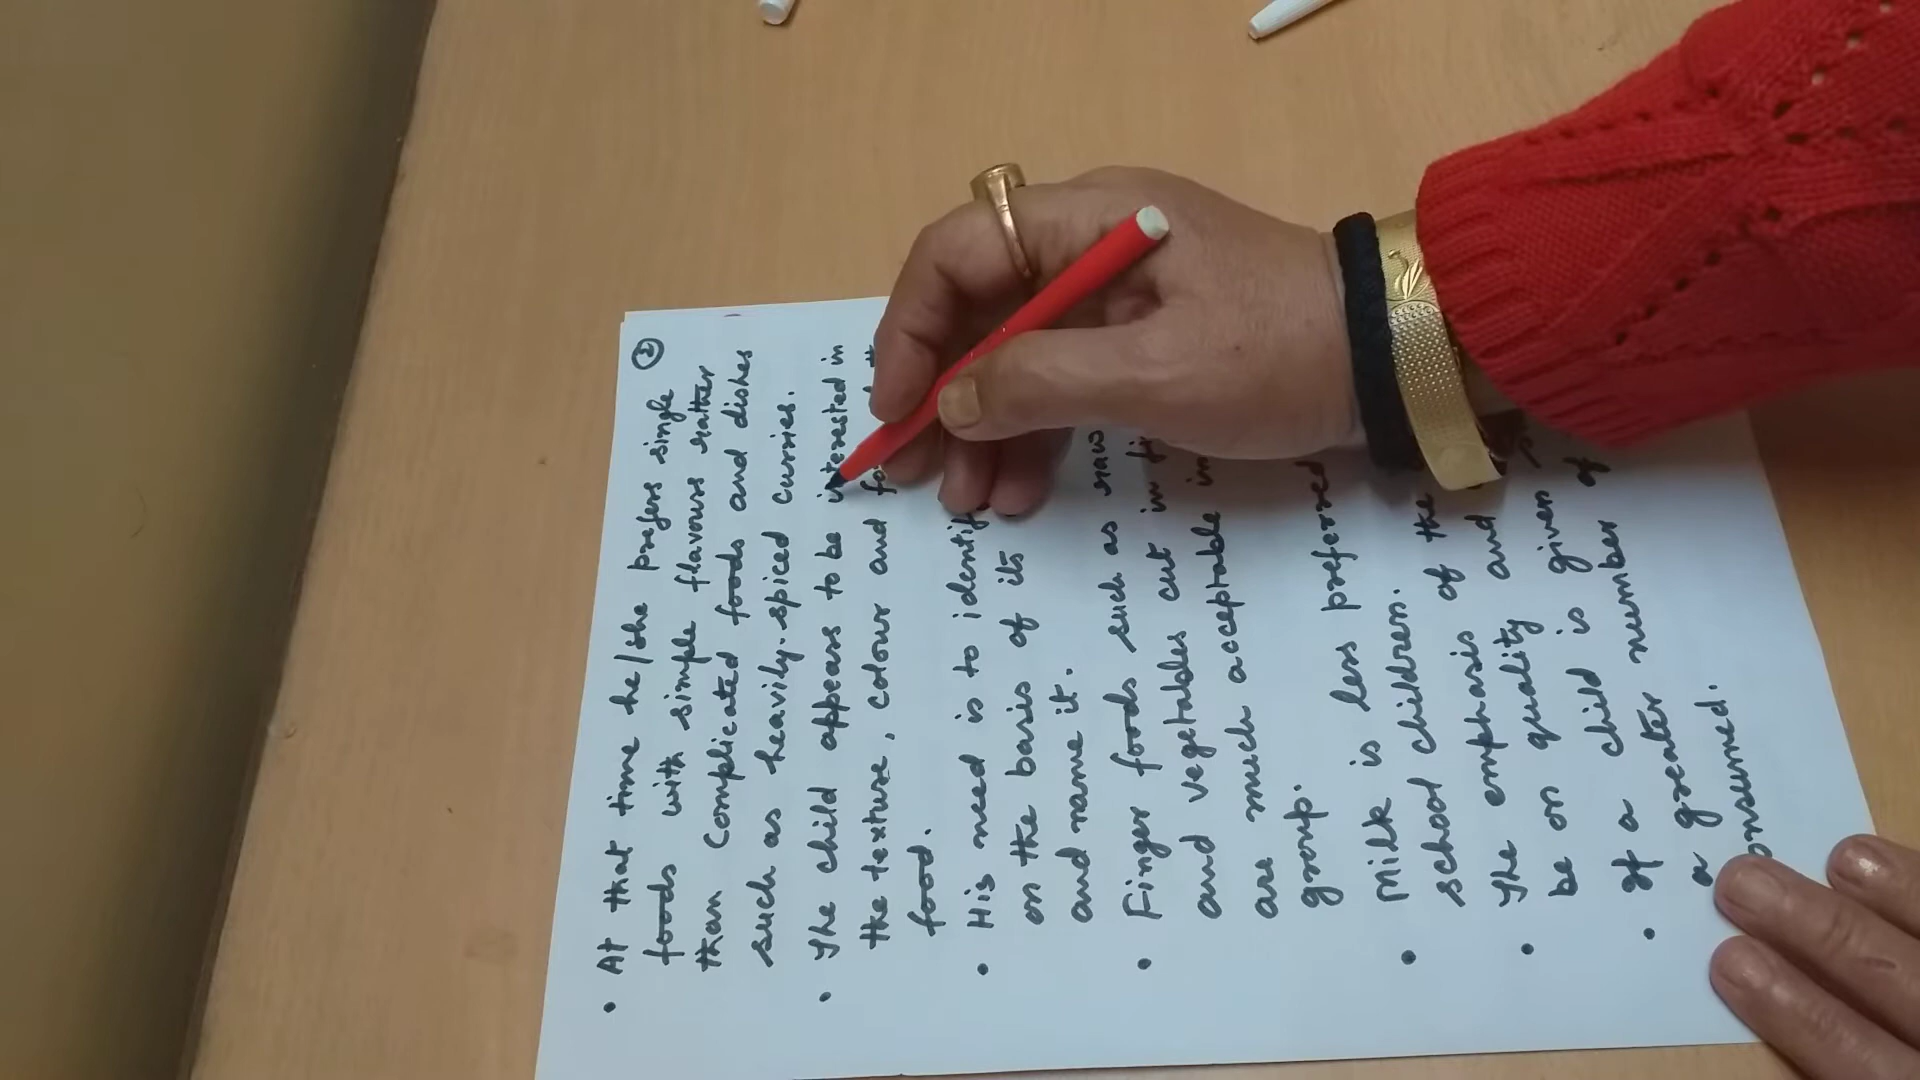 ②
• At that time he/she prefers single
foods with simple flavours rather
than complicated foods and dishes
such as heavily-spiced curries.
• The child appears to be interested in
the texture, colour and
food.
• His need is to
on the basis of its
and name it.
• Finger foods such as raw
and vegetables cut in
are much acceptable in
group.
• Milk is less preferred
school children.
• The emphasis of the
be on quality and
• If a child is given
a greater number of
consumed.